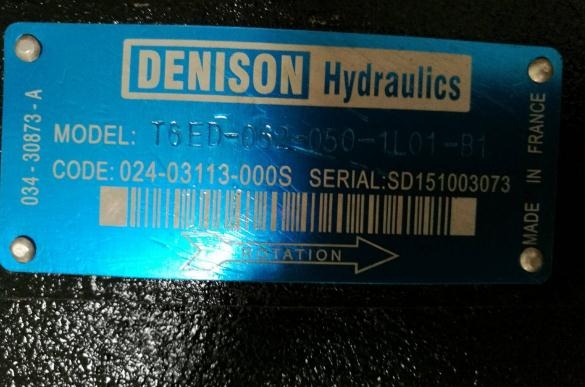 DENISON Hydraulics
MODEL: T6ED-062-050-1L01-B1
CODE: 024-03113-000S SERIAL:SD151003073
ROTATION
034-30873-A
MADE IN FRANCE